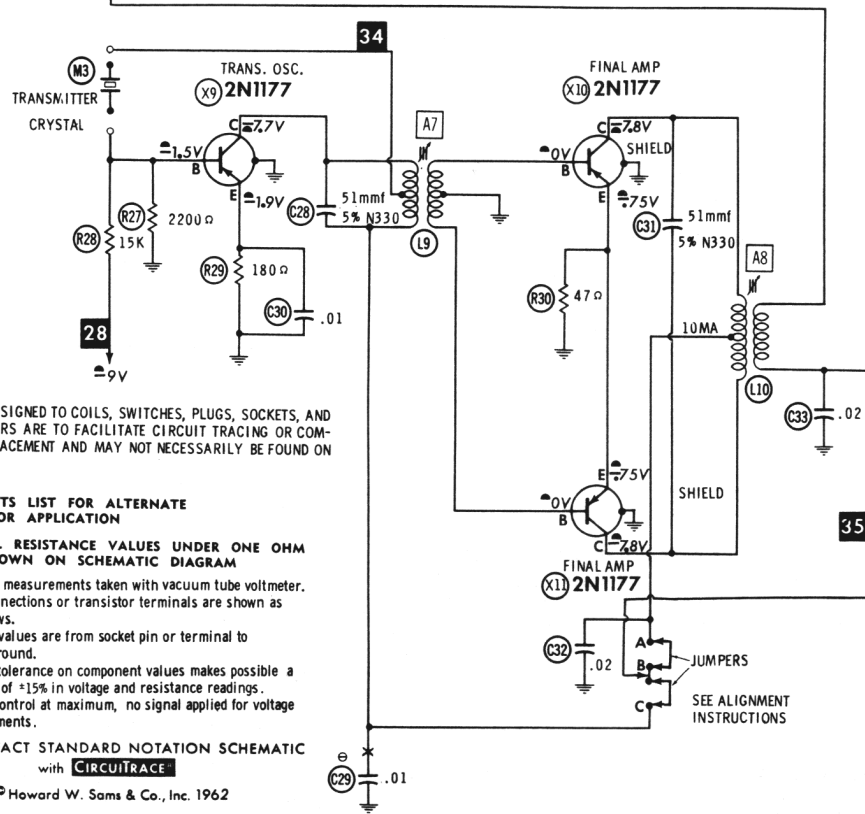 34
M3
TRANSMITTER
CRYSTAL
TRANS. OSC.
X9 2N1177
C -7.7V
-1.5V
B
E
-1.9V
R27
2200Ω
R28
15K
R29
180Ω
C30
.01
28
-9V
C28
51mmf
5% N330
A7
L9
FINAL AMP
X10 2N1177
C -7.8V
SHIELD
0V
B
E
-.75V
C31
51mmf
5% N330
R30
47Ω
A8
10MA
L10
C33
.02
E -.75V
0V
B
C -7.8V
SHIELD
FINAL AMP
X11 2N1177
35
C32
.02
A
B
C
JUMPERS
SEE ALIGNMENT
INSTRUCTIONS
C29
.01
SIGNED TO COILS, SWITCHES, PLUGS, SOCKETS, AND
RS ARE TO FACILITATE CIRCUIT TRACING OR COM-
ACEMENT AND MAY NOT NECESSARILY BE FOUND ON
TS LIST FOR ALTERNATE
OR APPLICATION
. RESISTANCE VALUES UNDER ONE OHM
OWN ON SCHEMATIC DIAGRAM
measurements taken with vacuum tube voltmeter.
nections or transistor terminals are shown as
ws.
values are from socket pin or terminal to
round.
olerance on component values makes possible a
of ±15% in voltage and resistance readings.
ontrol at maximum, no signal applied for voltage
ments.
ACT STANDARD NOTATION SCHEMATIC
with CIRCUITRACE
© Howard W. Sams & Co., Inc. 1962